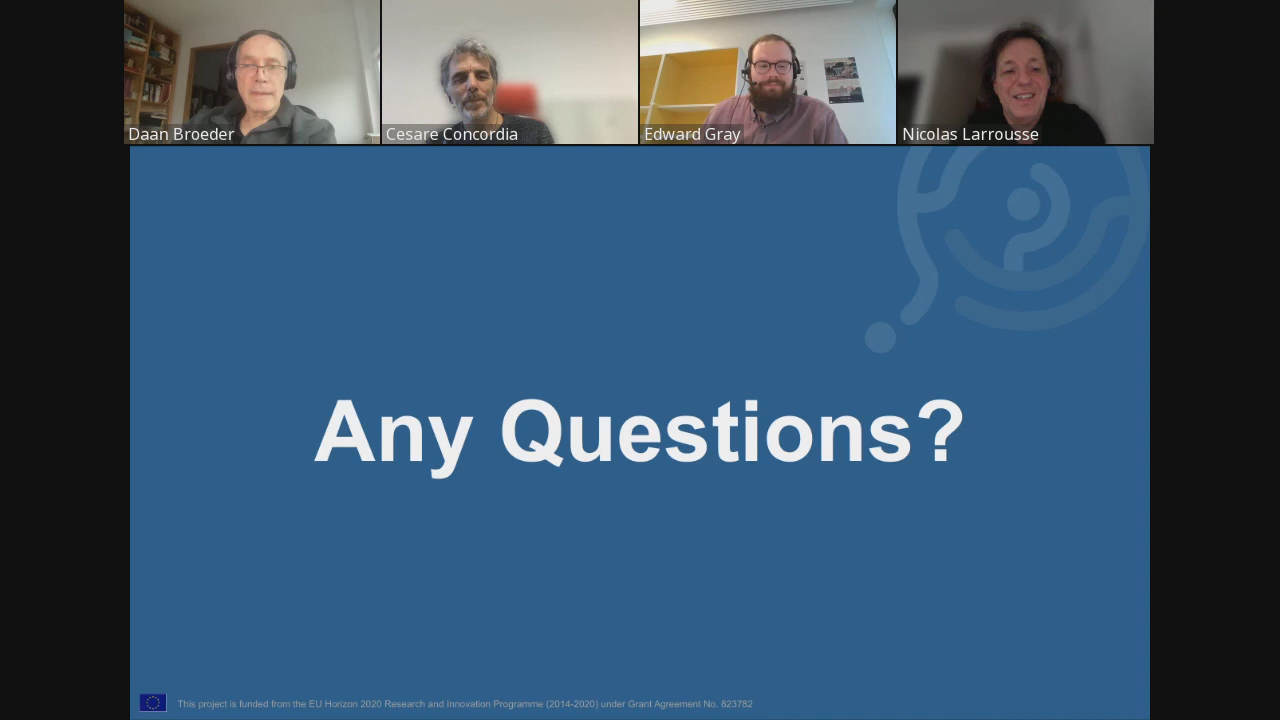 Daan Broeder
Cesare Concordia
Edward Gray
Nicolas Larrousse
Any Questions?
This project is funded from the EU Horizon 2020 Research and Innovation Programme (2014-2020) under Grant Agreement No. 823782